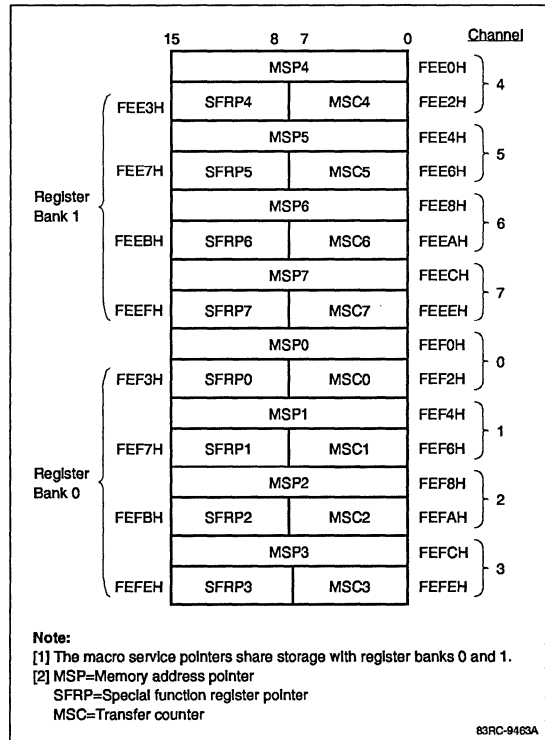 15 8 7 0 Channel
MSP4 FEE0H
4
FEE3H SFRP4 MSC4 FEE2H
MSP5 FEE4H
5
FEE7H SFRP5 MSC5 FEE6H
Register
Bank 1
MSP6 FEE8H
6
FEEBH SFRP6 MSC6 FEEAH
MSP7 FEECH
7
FEEFH SFRP7 MSC7 FEEEH
MSP0 FEF0H
0
FEF3H SFRP0 MSC0 FEF2H
MSP1 FEF4H
1
FEF7H SFRP1 MSC1 FEF6H
Register
Bank 0
MSP2 FEF8H
2
FEFBH SFRP2 MSC2 FEFAH
MSP3 FEFCH
3
FEFEH SFRP3 MSC3 FEFEH
Note:
[1] The macro service pointers share storage with register banks 0 and 1.
[2] MSP=Memory address pointer
SFRP=Special function register pointer
MSC=Transfer counter
83RC-9463A